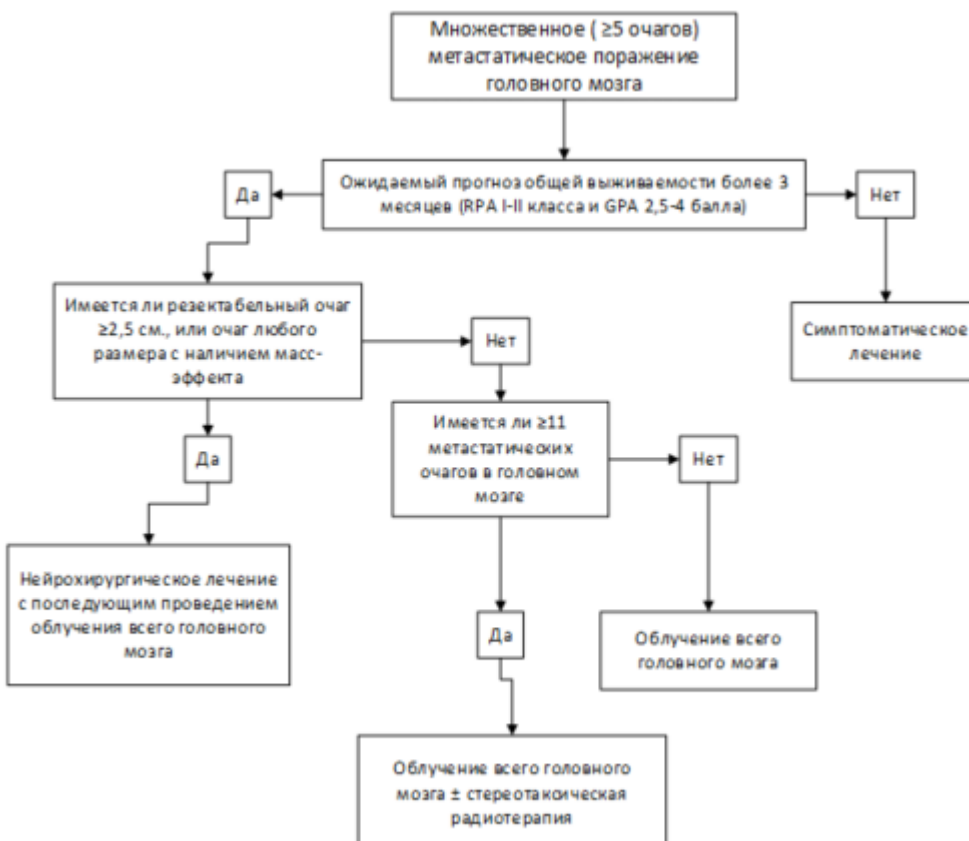 Множественное ( ≥5 очагов)
метастатическое поражение
головного мозга
Ожидаемый прогноз общей выживаемости более 3
месяцев (RPA I-II класса и GPA 2,5-4 балла)
Да
Нет
Имеется ли резектабельный очаг
≥2,5 см., или очаг любого
размера с наличием масс-
эффекта
Нет
Симптоматическое
лечение
Да
Имеется ли ≥11
метастатических
очагов в головном
мозге
Нет
Нейрохирургическое лечение
с последующим проведением
облучения всего головного
мозга
Да
Облучение всего
головного мозга
Облучение всего головного
мозга ± стереотаксическая
радиотерапия